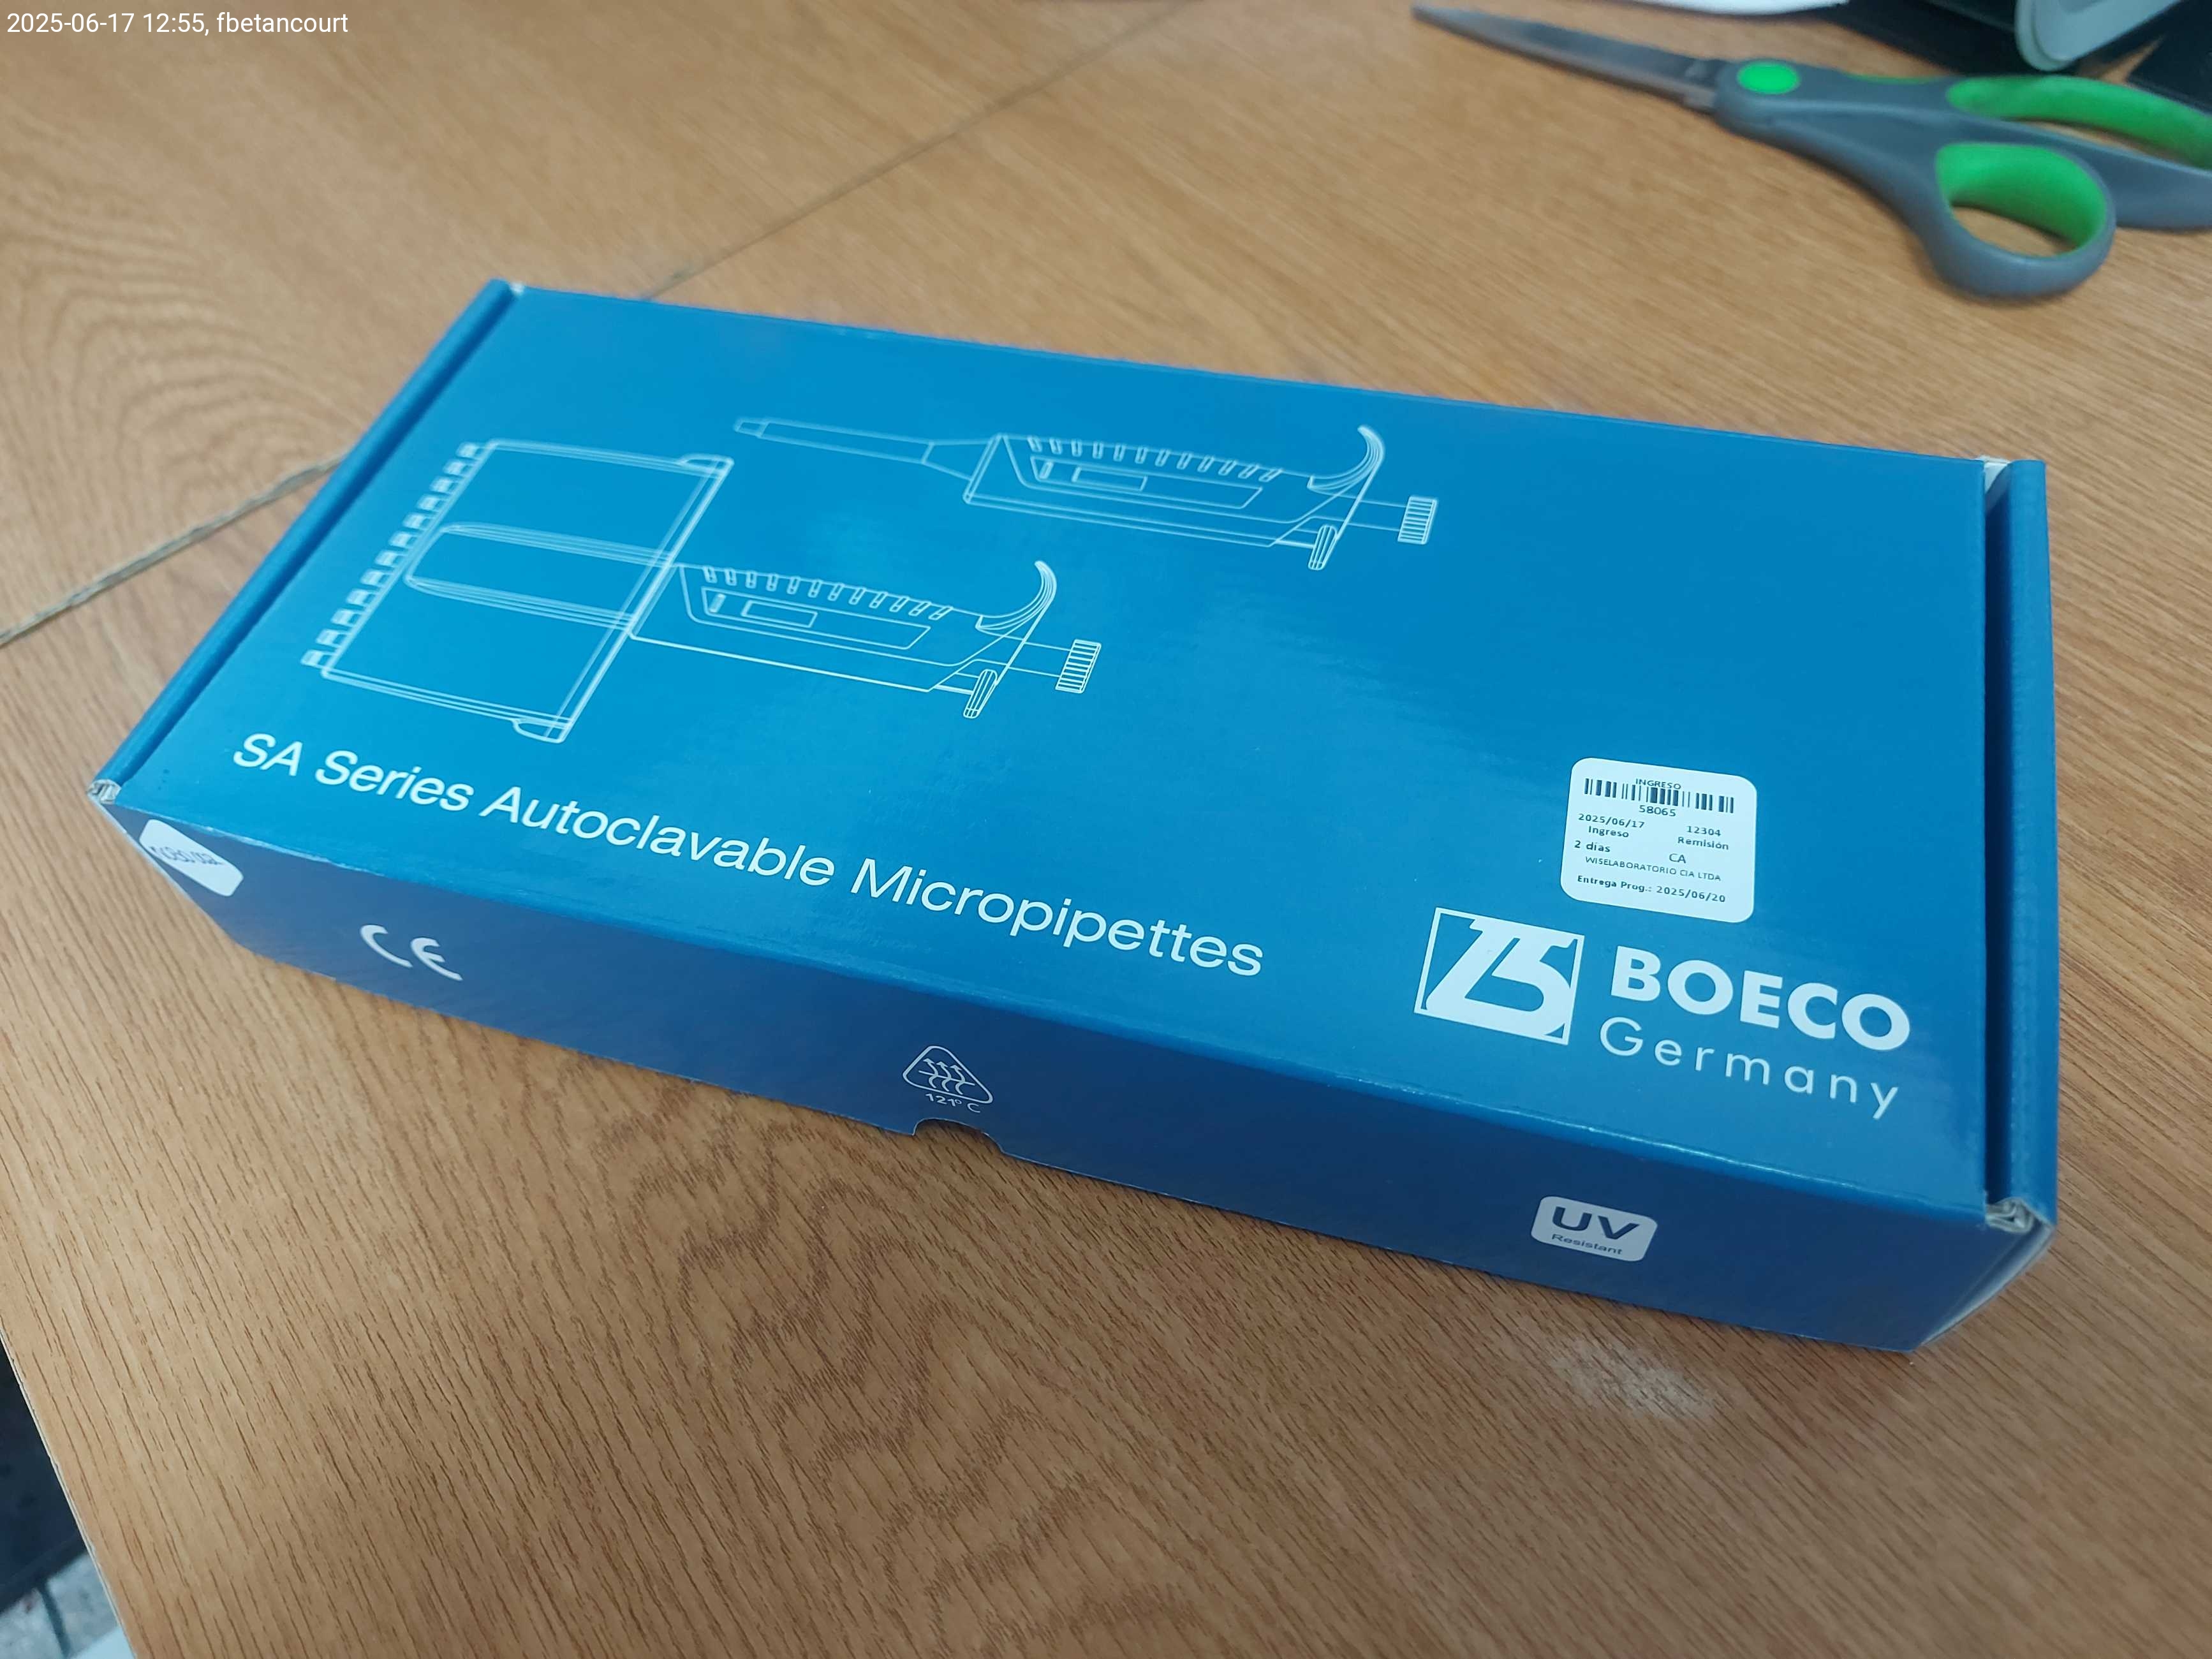 2025-06-17 12:55, fbetancourt
INGRESO
58065
2025/06/17 12304
Ingreso Remisión
2 días CA
WISELABORATORIO CIA LTDA
Entrega Prog.: 2025/06/20
SA Series Autoclavable Micropipettes
BOECO
Germany
CE
121° C
UV
Resistant